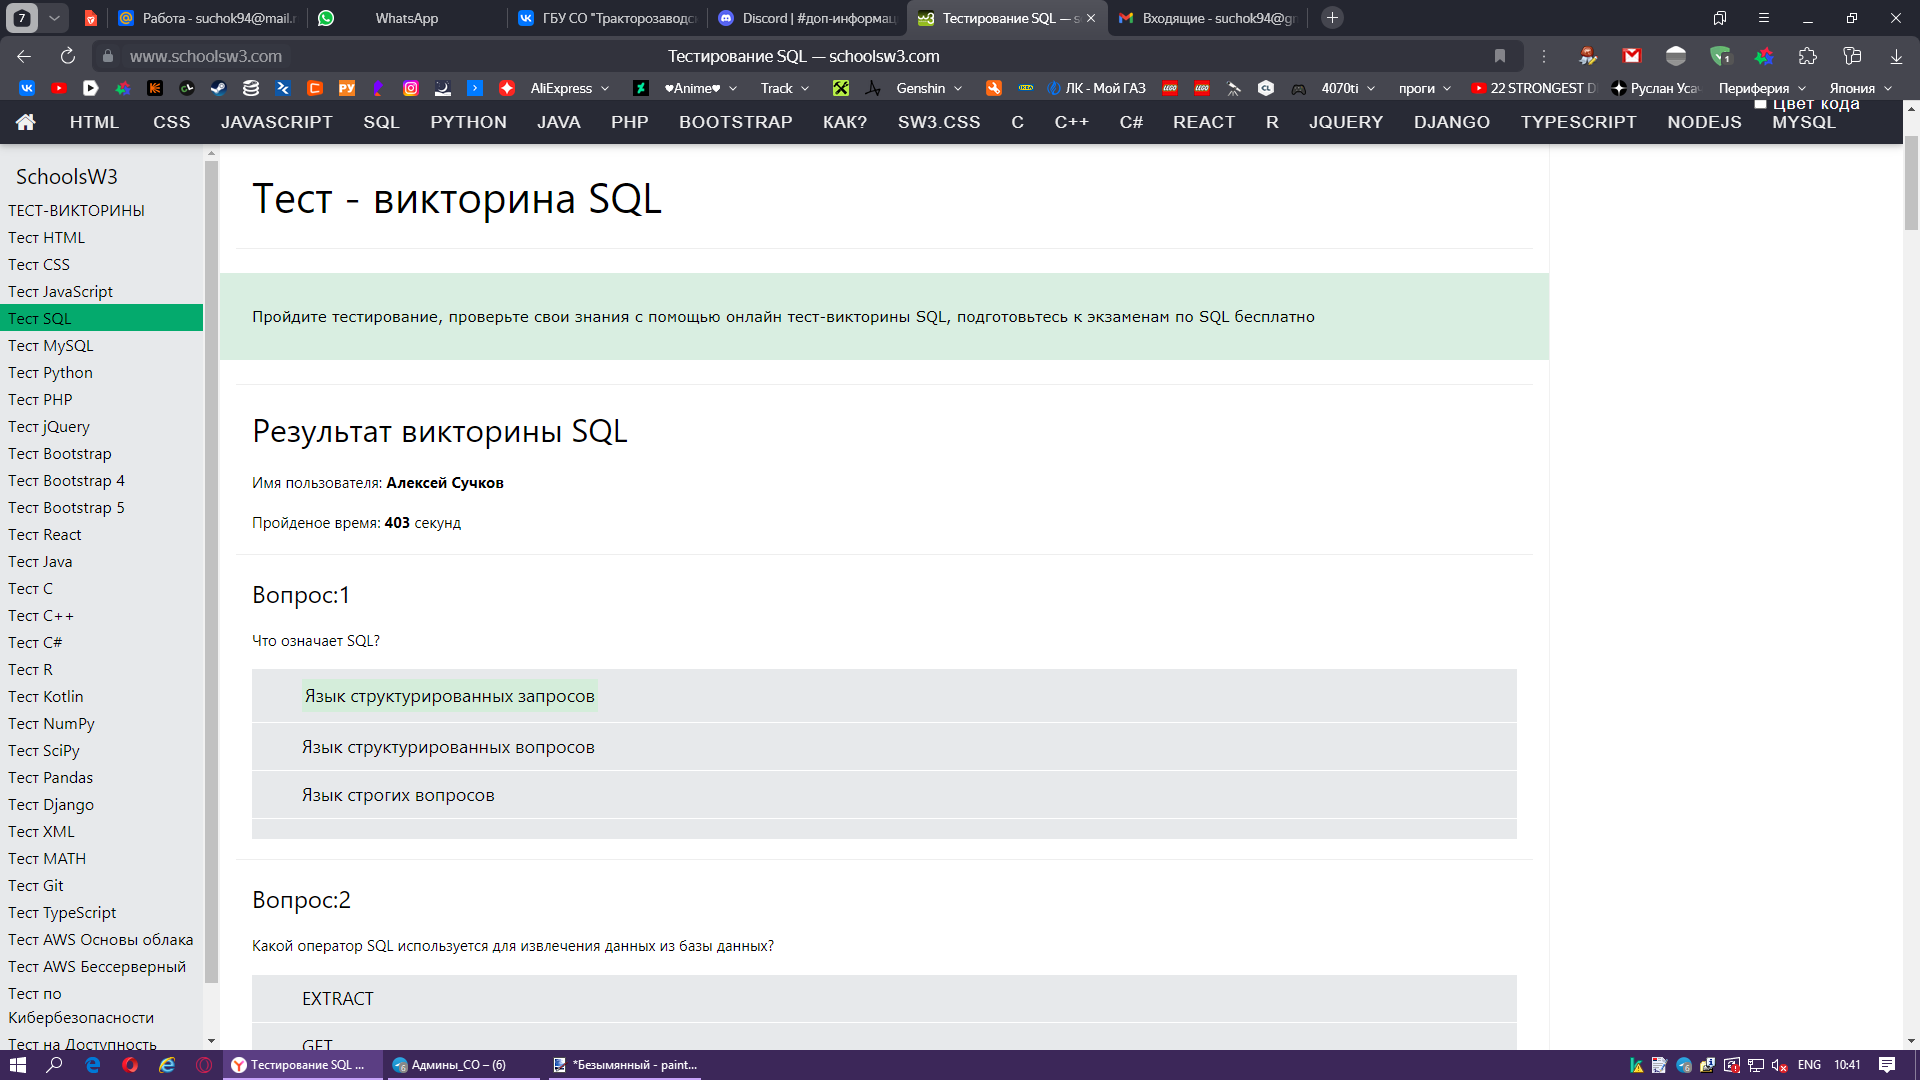 7
Работа - suchok94@mail.r
WhatsApp
ГБУ СО "Тракторозаводс
Discord | #доп-информац
Тестирование SQL — s
Входящие - suchok94@g
www.schoolsw3.com
Тестирование SQL — schoolsw3.com
AliExpress
♥Anime♥
Track
Genshin
ЛК - Мой ГАЗ
4070ti
проги
22 STRONGEST D
Руслан Усач
Периферия
Япония
Цвет кода
HTML CSS JAVASCRIPT SQL PYTHON JAVA PHP BOOTSTRAP КАК? SW3.CSS C C++ C# REACT R JQUERY DJANGO TYPESCRIPT NODEJS MYSQL
SchoolsW3
ТЕСТ-ВИКТОРИНЫ
Тест HTML
Тест CSS
Тест JavaScript
Тест SQL
Тест MySQL
Тест Python
Тест PHP
Тест jQuery
Тест Bootstrap
Тест Bootstrap 4
Тест Bootstrap 5
Тест React
Тест Java
Тест C
Тест C++
Тест C#
Тест R
Тест Kotlin
Тест NumPy
Тест SciPy
Тест Pandas
Тест Django
Тест XML
Тест MATH
Тест Git
Тест TypeScript
Тест AWS Основы облака
Тест AWS Бессерверный
Тест по
Кибербезопасности
Тест на Доступность
Тест - викторина SQL
Пройдите тестирование, проверьте свои знания с помощью онлайн тест-викторины SQL, подготовьтесь к экзаменам по SQL бесплатно
Результат викторины SQL
Имя пользователя: Алексей Сучков
Пройденое время: 403 секунд
Вопрос:1
Что означает SQL?
Язык структурированных запросов
Язык структурированных вопросов
Язык строгих вопросов
Вопрос:2
Какой оператор SQL используется для извлечения данных из базы данных?
EXTRACT
GET
Тестирование SQL ...
Админы_СО – (6)
*Безымянный - paint...
ENG
10:41